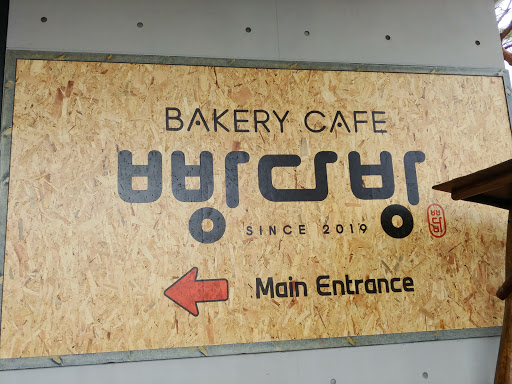 BAKERY CAFE
빵다방
SINCE 2019
Main Entrance